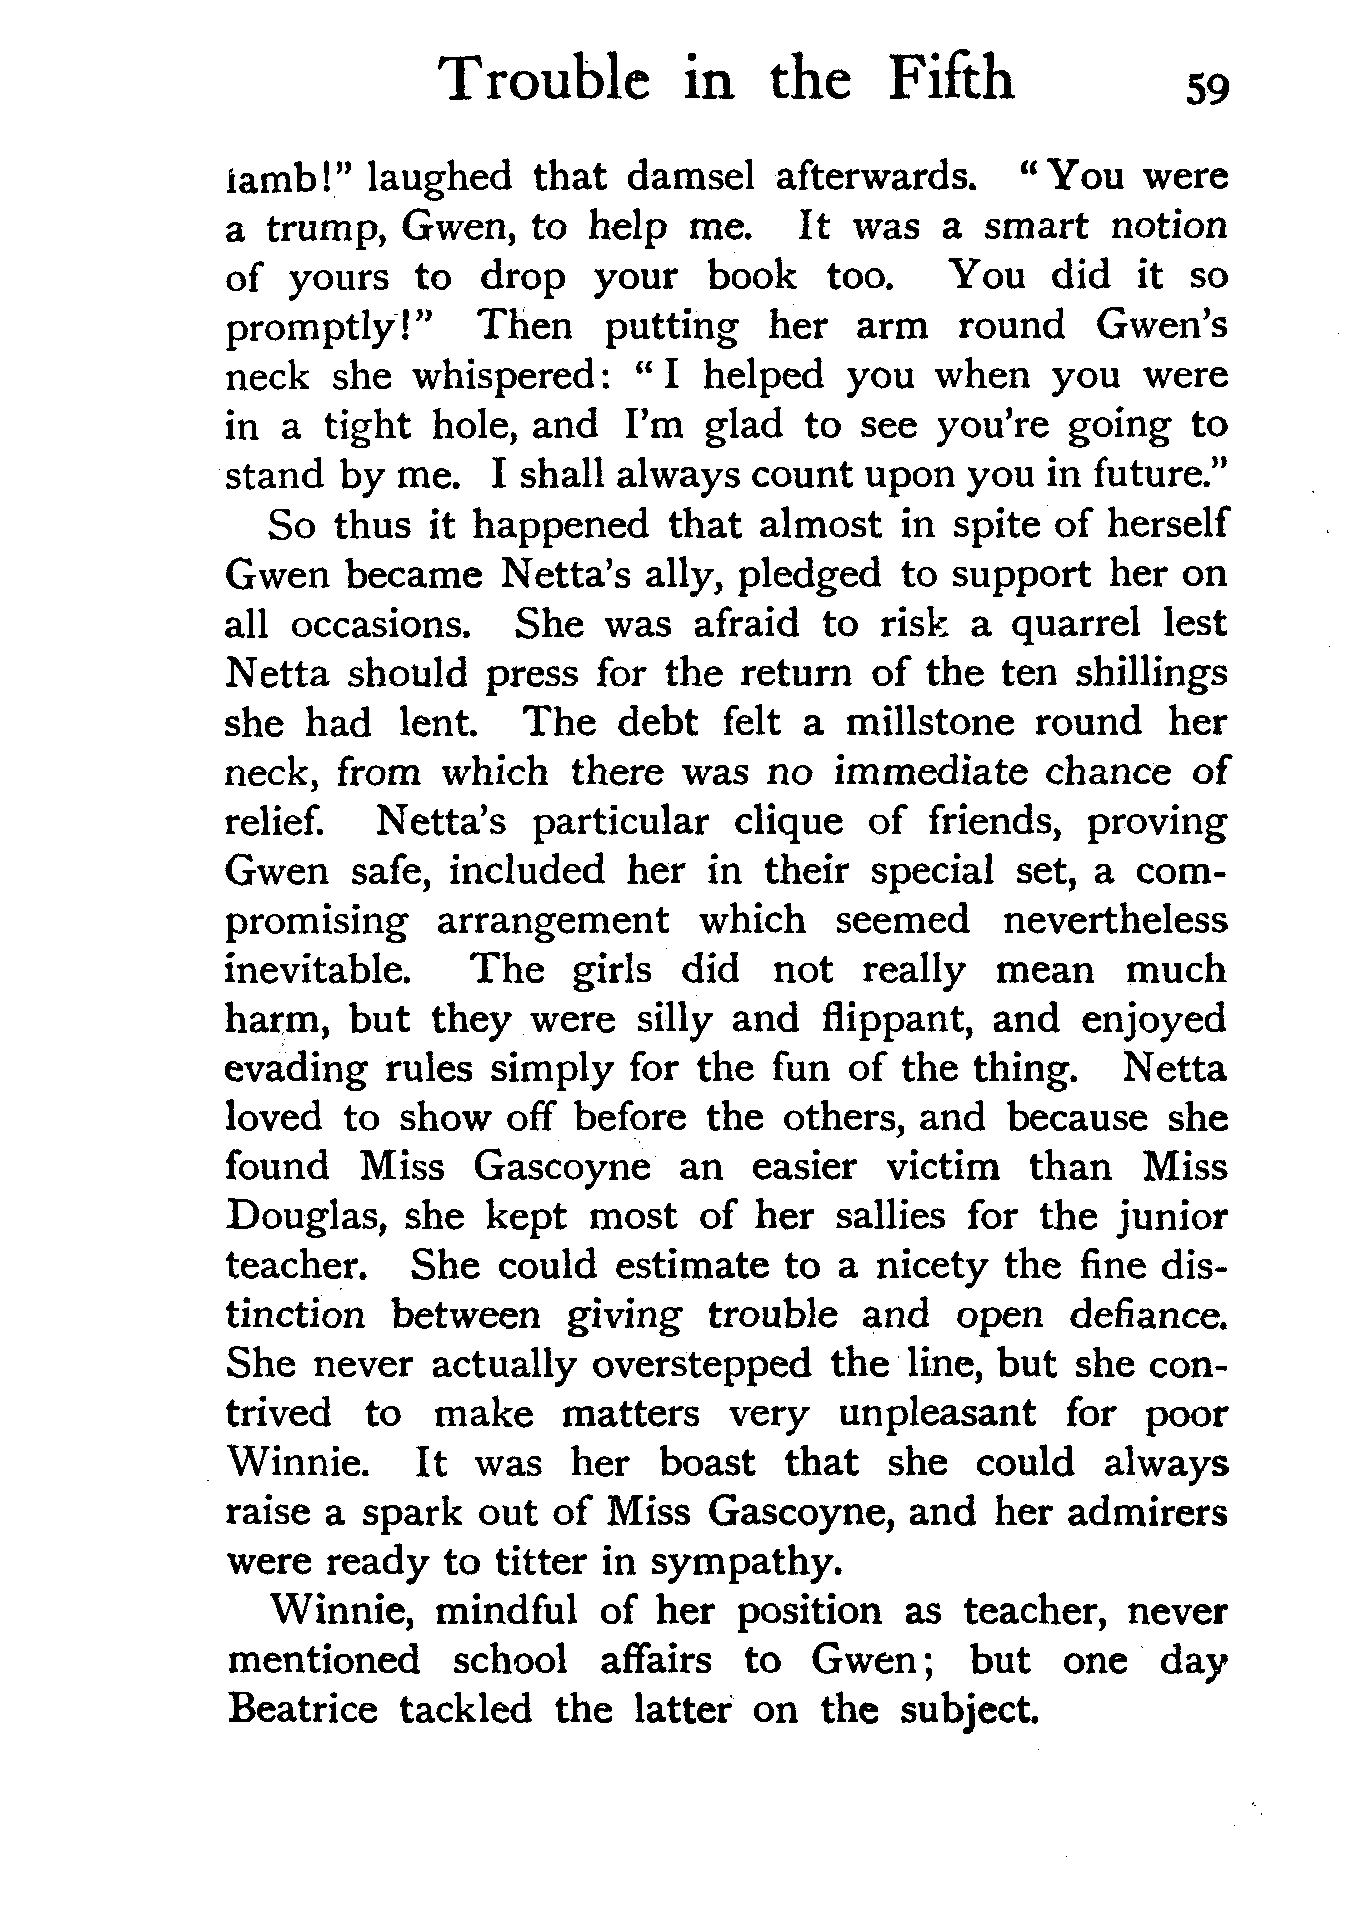 Trouble in the Fifth 59
lamb!" laughed that damsel afterwards. "You were
a trump, Gwen, to help me. It was a smart notion
of yours to drop your book too. You did it so
promptly!" Then putting her arm round Gwen's
neck she whispered: "I helped you when you were
in a tight hole, and I'm glad to see you're going to
stand by me. I shall always count upon you in future."
So thus it happened that almost in spite of herself
Gwen became Netta's ally, pledged to support her on
all occasions. She was afraid to risk a quarrel lest
Netta should press for the return of the ten shillings
she had lent. The debt felt a millstone round her
neck, from which there was no immediate chance of
relief. Netta's particular clique of friends, proving
Gwen safe, included her in their special set, a com-
promising arrangement which seemed nevertheless
inevitable. The girls did not really mean much
harm, but they were silly and flippant, and enjoyed
evading rules simply for the fun of the thing. Netta
loved to show off before the others, and because she
found Miss Gascoyne an easier victim than Miss
Douglas, she kept most of her sallies for the junior
teacher. She could estimate to a nicety the fine dis-
tinction between giving trouble and open defiance.
She never actually overstepped the line, but she con-
trived to make matters very unpleasant for poor
Winnie. It was her boast that she could always
raise a spark out of Miss Gascoyne, and her admirers
were ready to titter in sympathy.
Winnie, mindful of her position as teacher, never
mentioned school affairs to Gwen; but one day
Beatrice tackled the latter on the subject.